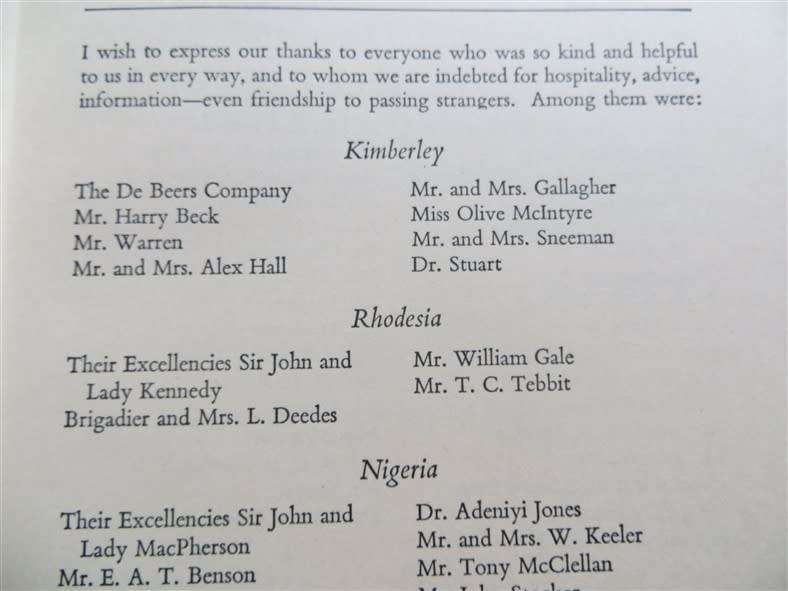 I wish to express our thanks to everyone who was so kind and helpful
to us in every way, and to whom we are indebted for hospitality, advice,
information—even friendship to passing strangers. Among them were:
Kimberley
The De Beers Company
Mr. Harry Beck
Mr. Warren
Mr. and Mrs. Alex Hall
Mr. and Mrs. Gallagher
Miss Olive McIntyre
Mr. and Mrs. Sneeman
Dr. Stuart
Rhodesia
Their Excellencies Sir John and
Lady Kennedy
Brigadier and Mrs. L. Deedes
Mr. William Gale
Mr. T. C. Tebbit
Nigeria
Their Excellencies Sir John and
Lady MacPherson
Mr. E. A. T. Benson
Dr. Adeniyi Jones
Mr. and Mrs. W. Keeler
Mr. Tony McClellan